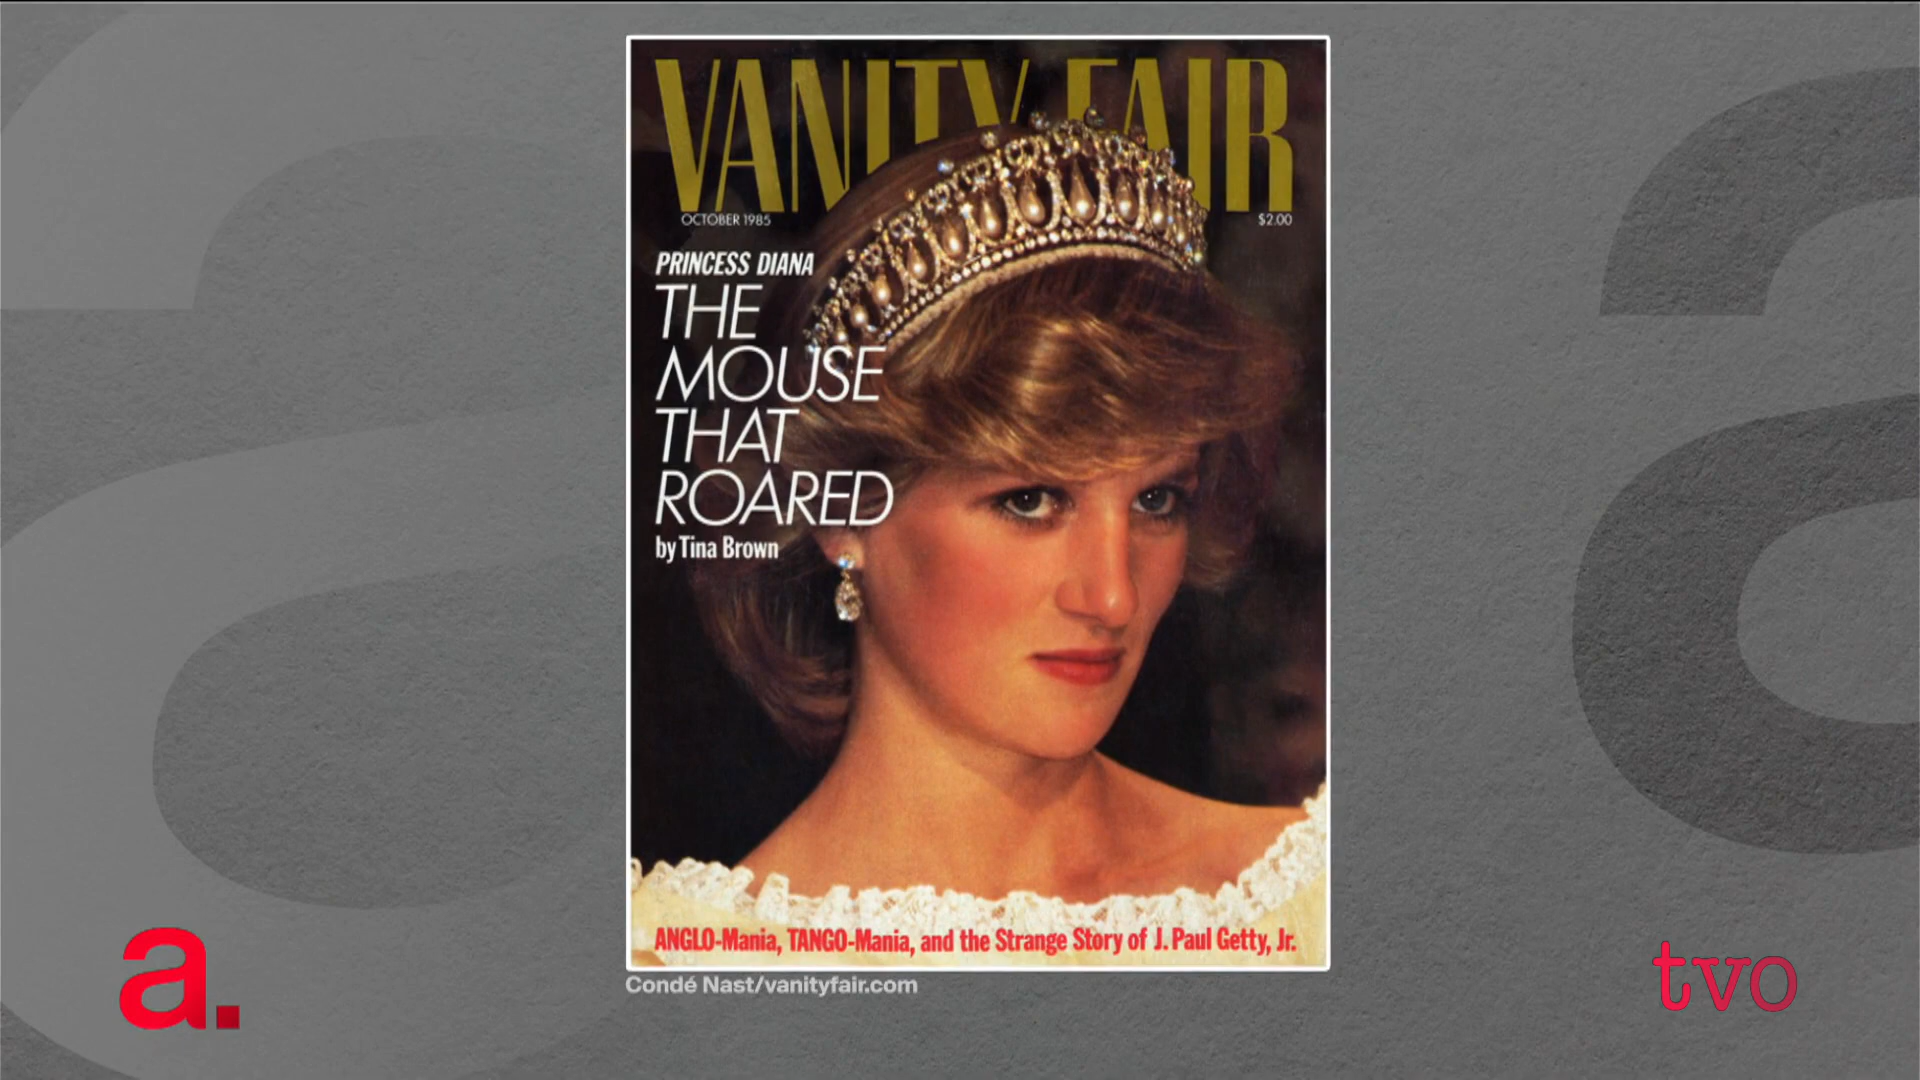 VANITY FAIR
OCTOBER 1985
$2.00
PRINCESS DIANA
THE
MOUSE
THAT
ROARED
by Tina Brown
ANGLO-Mania, TANGO-Mania, and the Strange Story of J. Paul Getty, Jr.
Condé Nast/vanityfair.com
a.
tvo